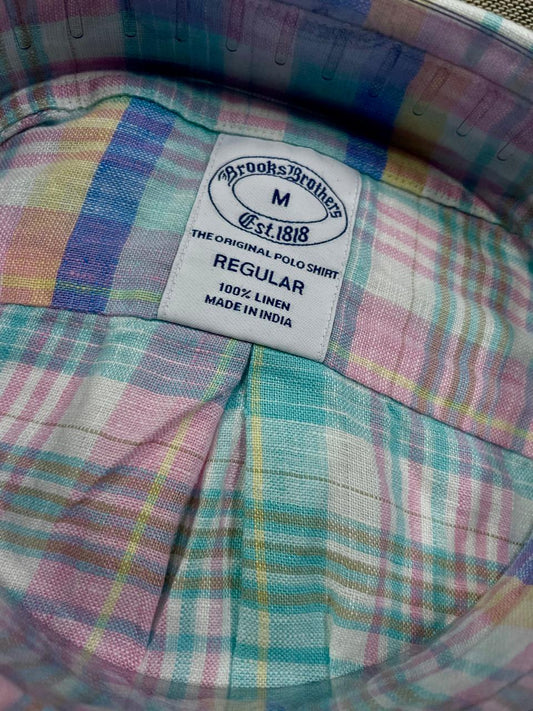 Brooks Brothers
M
Est. 1818
THE ORIGINAL POLO SHIRT
REGULAR
100% LINEN
MADE IN INDIA